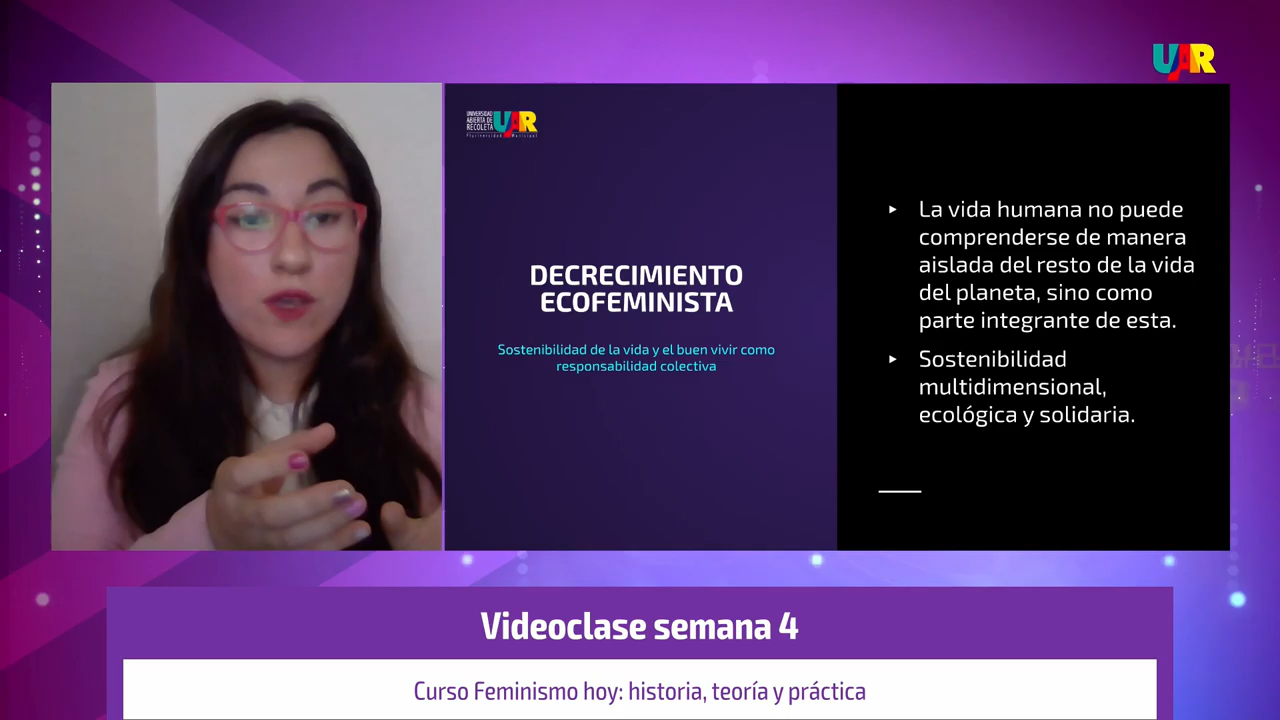 UAR
UNIVERSIDAD
ABIERTA DE
RECOLETA
UAR
Pluriversidad Municipal
DECRECIMIENTO
ECOFEMINISTA
Sostenibilidad de la vida y el buen vivir como
responsabilidad colectiva
La vida humana no puede
comprenderse de manera
aislada del resto de la vida
del planeta, sino como
parte integrante de esta.
Sostenibilidad
multidimensional,
ecológica y solidaria.
Videoclase semana 4
Curso Feminismo hoy: historia, teoría y práctica